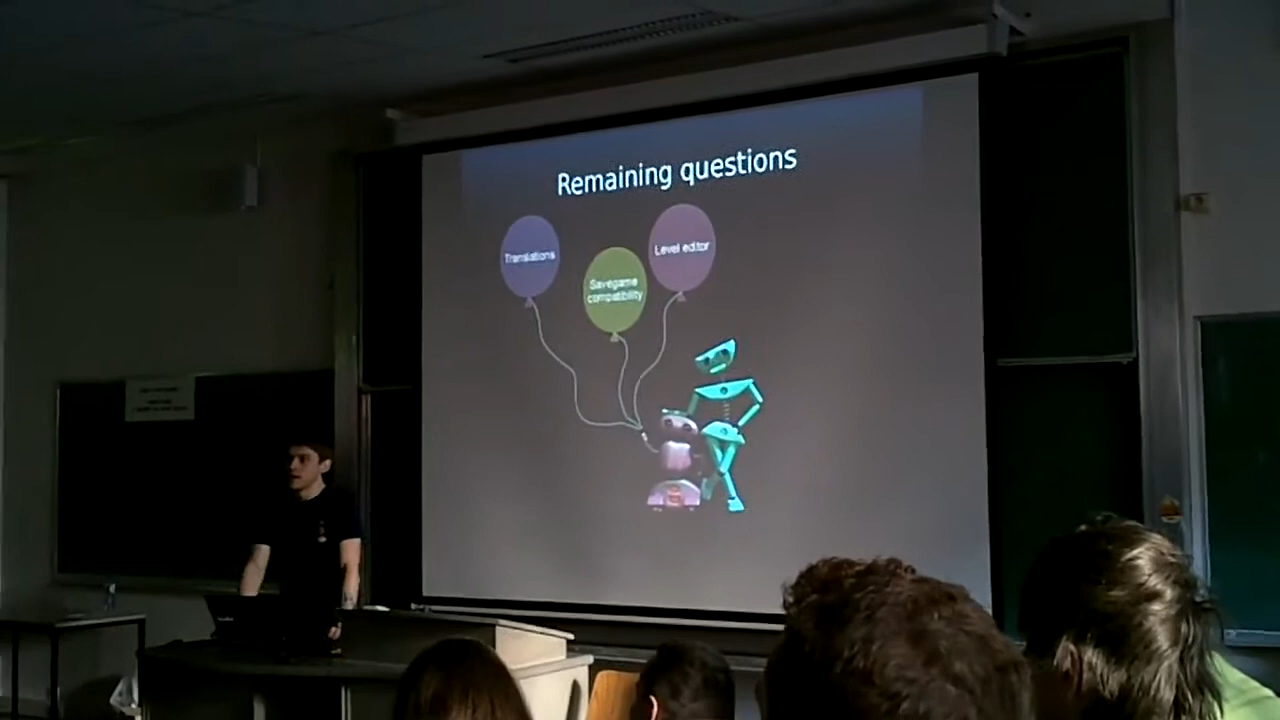 Remaining questions
Translations
Level editor
Savegame
compatibility